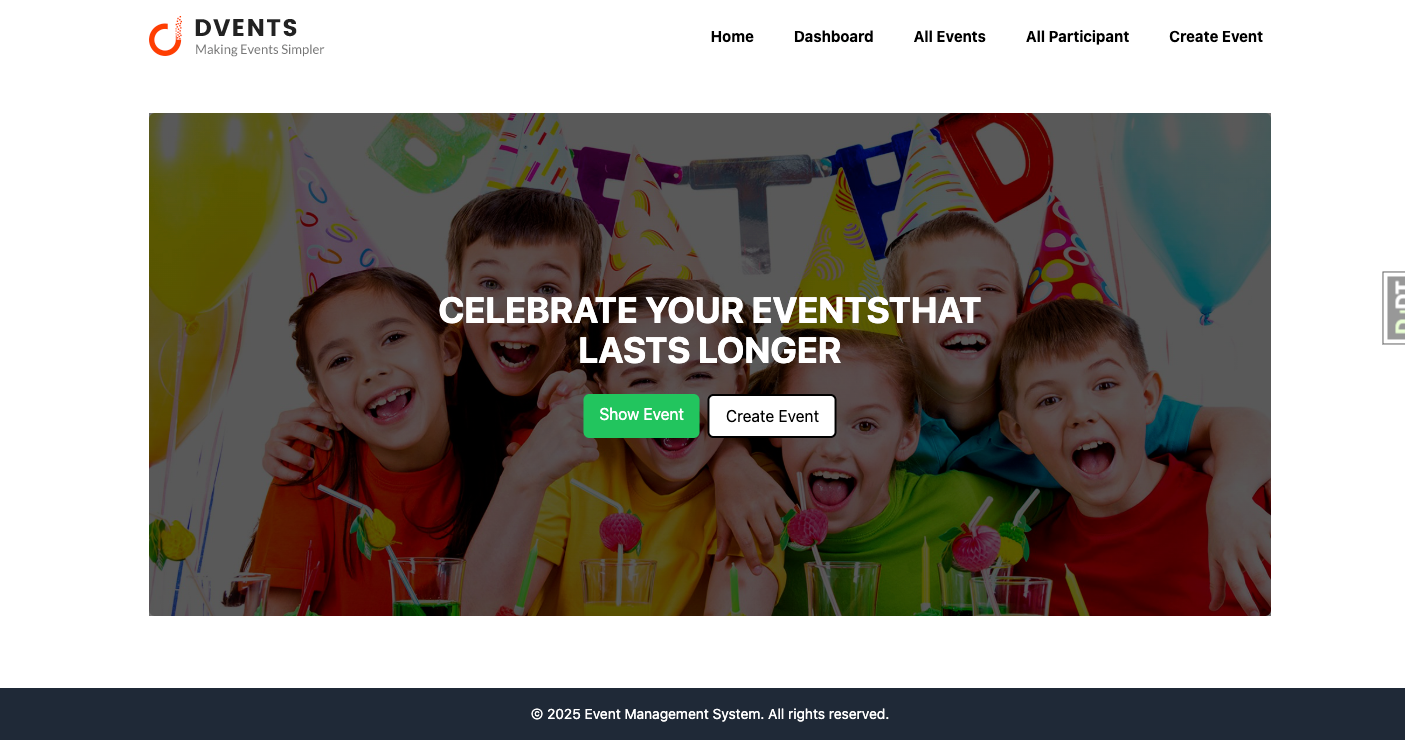 DVENTS
Making Events Simpler
Home Dashboard All Events All Participant Create Event
CELEBRATE YOUR EVENTSTHAT
LASTS LONGER
Show Event Create Event
DJDT
© 2025 Event Management System. All rights reserved.